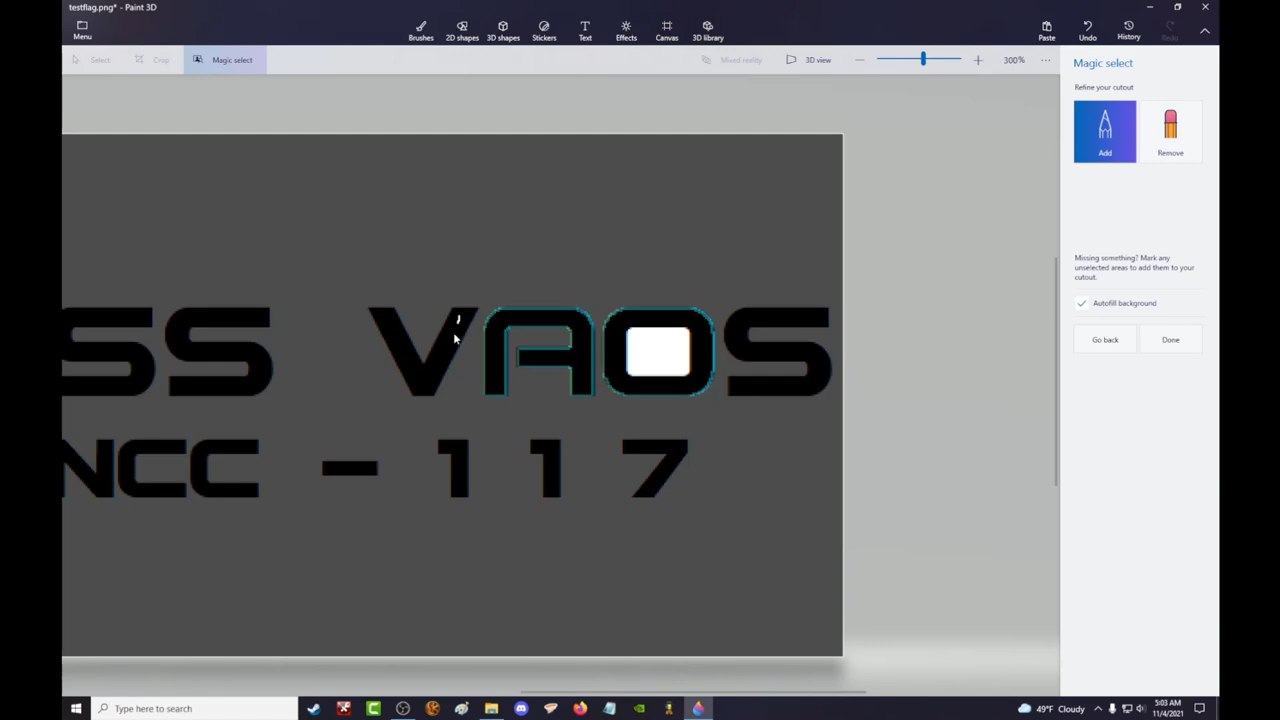 testflag.png* - Paint 3D
Menu
Brushes
2D shapes
3D shapes
Stickers
Text
Effects
Canvas
3D library
Paste
Undo
History
Redo
Select
Crop
Magic select
Mixed reality
3D view
300%
Magic select
Refine your cutout
Add
Remove
Missing something? Mark any
unselected areas to add them to your
cutout.
Autofill background
Go back
Done
SS VAOS
NCC - 117
Type here to search
49°F Cloudy
5:03 AM
11/4/2021